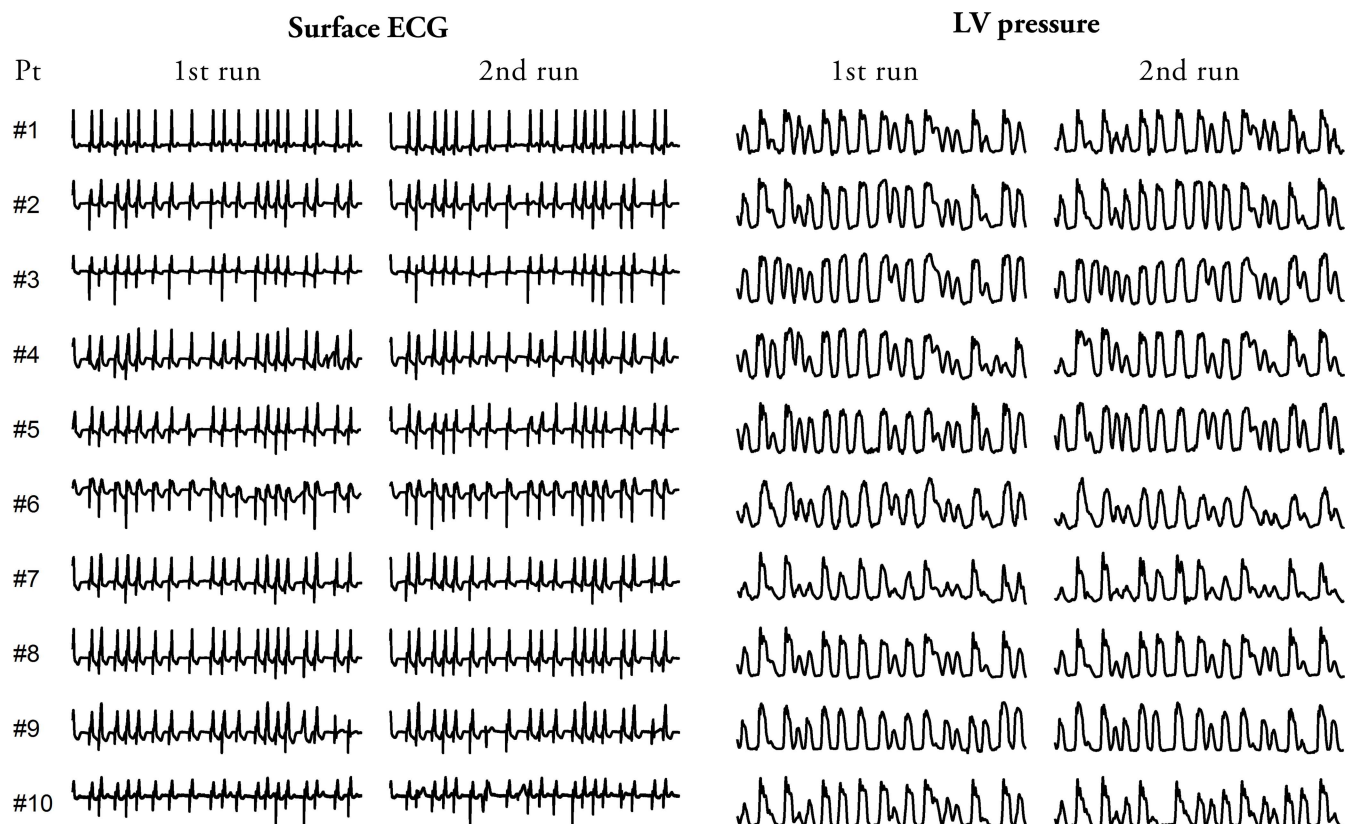 Surface ECG
LV pressure
Pt
1st run
2nd run
1st run
2nd run
#1
#2
#3
#4
#5
#6
#7
#8
#9
#10